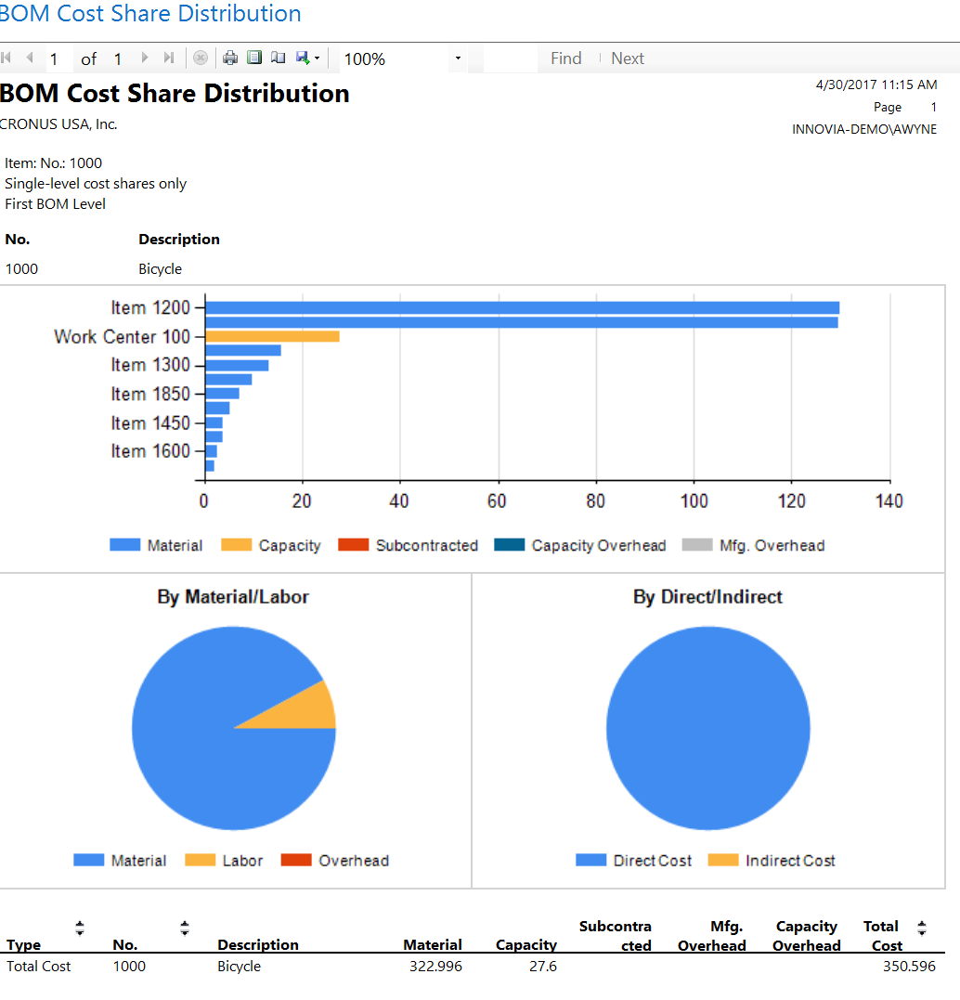 BOM Cost Share Distribution
1 of 1 100% Find Next
BOM Cost Share Distribution
4/30/2017 11:15 AM
CRONUS USA, Inc.
Page 1
INNOVIA-DEMO\AWYNE
Item: No.: 1000
Single-level cost shares only
First BOM Level
No. Description
1000 Bicycle
Item 1200
Work Center 100
Item 1300
Item 1850
Item 1450
Item 1600
0 20 40 60 80 100 120 140
Material Capacity Subcontracted Capacity Overhead Mfg. Overhead
By Material/Labor
Material Labor Overhead
By Direct/Indirect
Direct Cost Indirect Cost
Subcontra Mfg. Capacity Total
Type No. Description Material Capacity cted Overhead Overhead Cost
Total Cost 1000 Bicycle 322.996 27.6 350.596